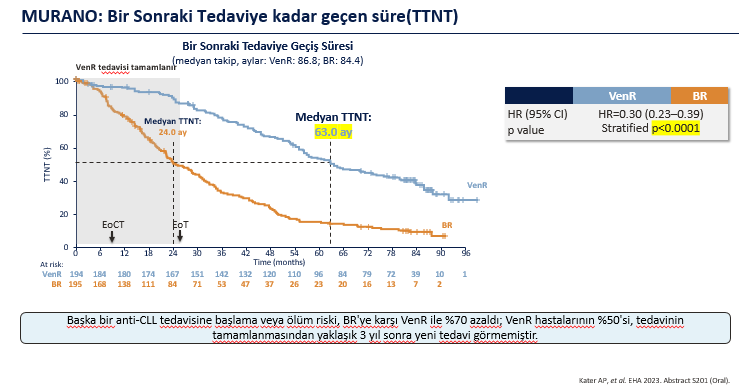 MURANO: Bir Sonraki Tedaviye kadar geçen süre(TTNT)
Bir Sonraki Tedaviye Geçiş Süresi
(medyan takip, aylar: VenR: 86.8; BR: 84.4)
VenR tedavisi tamamlanır
100
80
60
40
20
0
TTNT (%)
Medyan TTNT:
24.0 ay
Medyan TTNT:
63.0 ay
EoCT
EoT
VenR
BR
0 6 12 18 24 30 36 42 48 54 60 66 72 78 84 90 96
Time (months)
At risk:
VenR 194 184 180 174 167 151 142 132 120 110 96 84 79 72 39 10 1
BR 195 168 138 111 84 71 53 47 37 26 23 20 16 13 7 2
VenR BR
HR (95% CI) HR=0.30 (0.23–0.39)
p value Stratified p<0.0001
Başka bir anti-CLL tedavisine başlama veya ölüm riski, BR'ye karşı VenR ile %70 azaldı; VenR hastalarının %50'si, tedavinin
tamamlanmasından yaklaşık 3 yıl sonra yeni tedavi görmemiştir.
Kater AP, et al. EHA 2023. Abstract S201 (Oral).